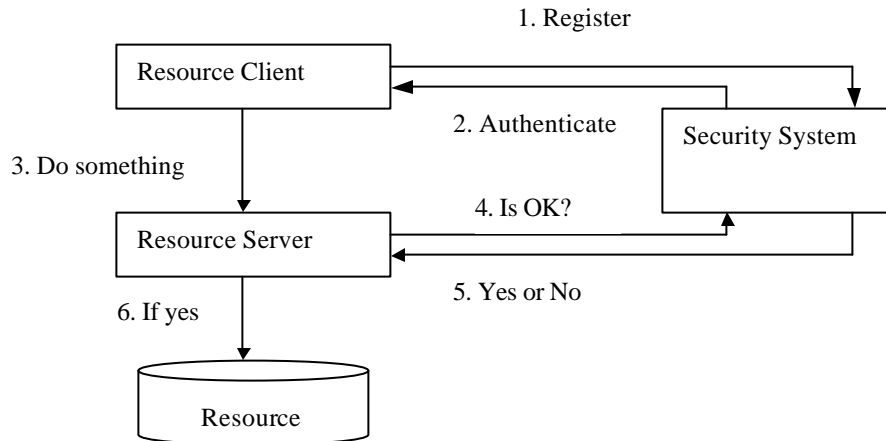 1. Register
Resource Client
2. Authenticate
Security System
3. Do something
4. Is OK?
Resource Server
5. Yes or No
6. If yes
Resource